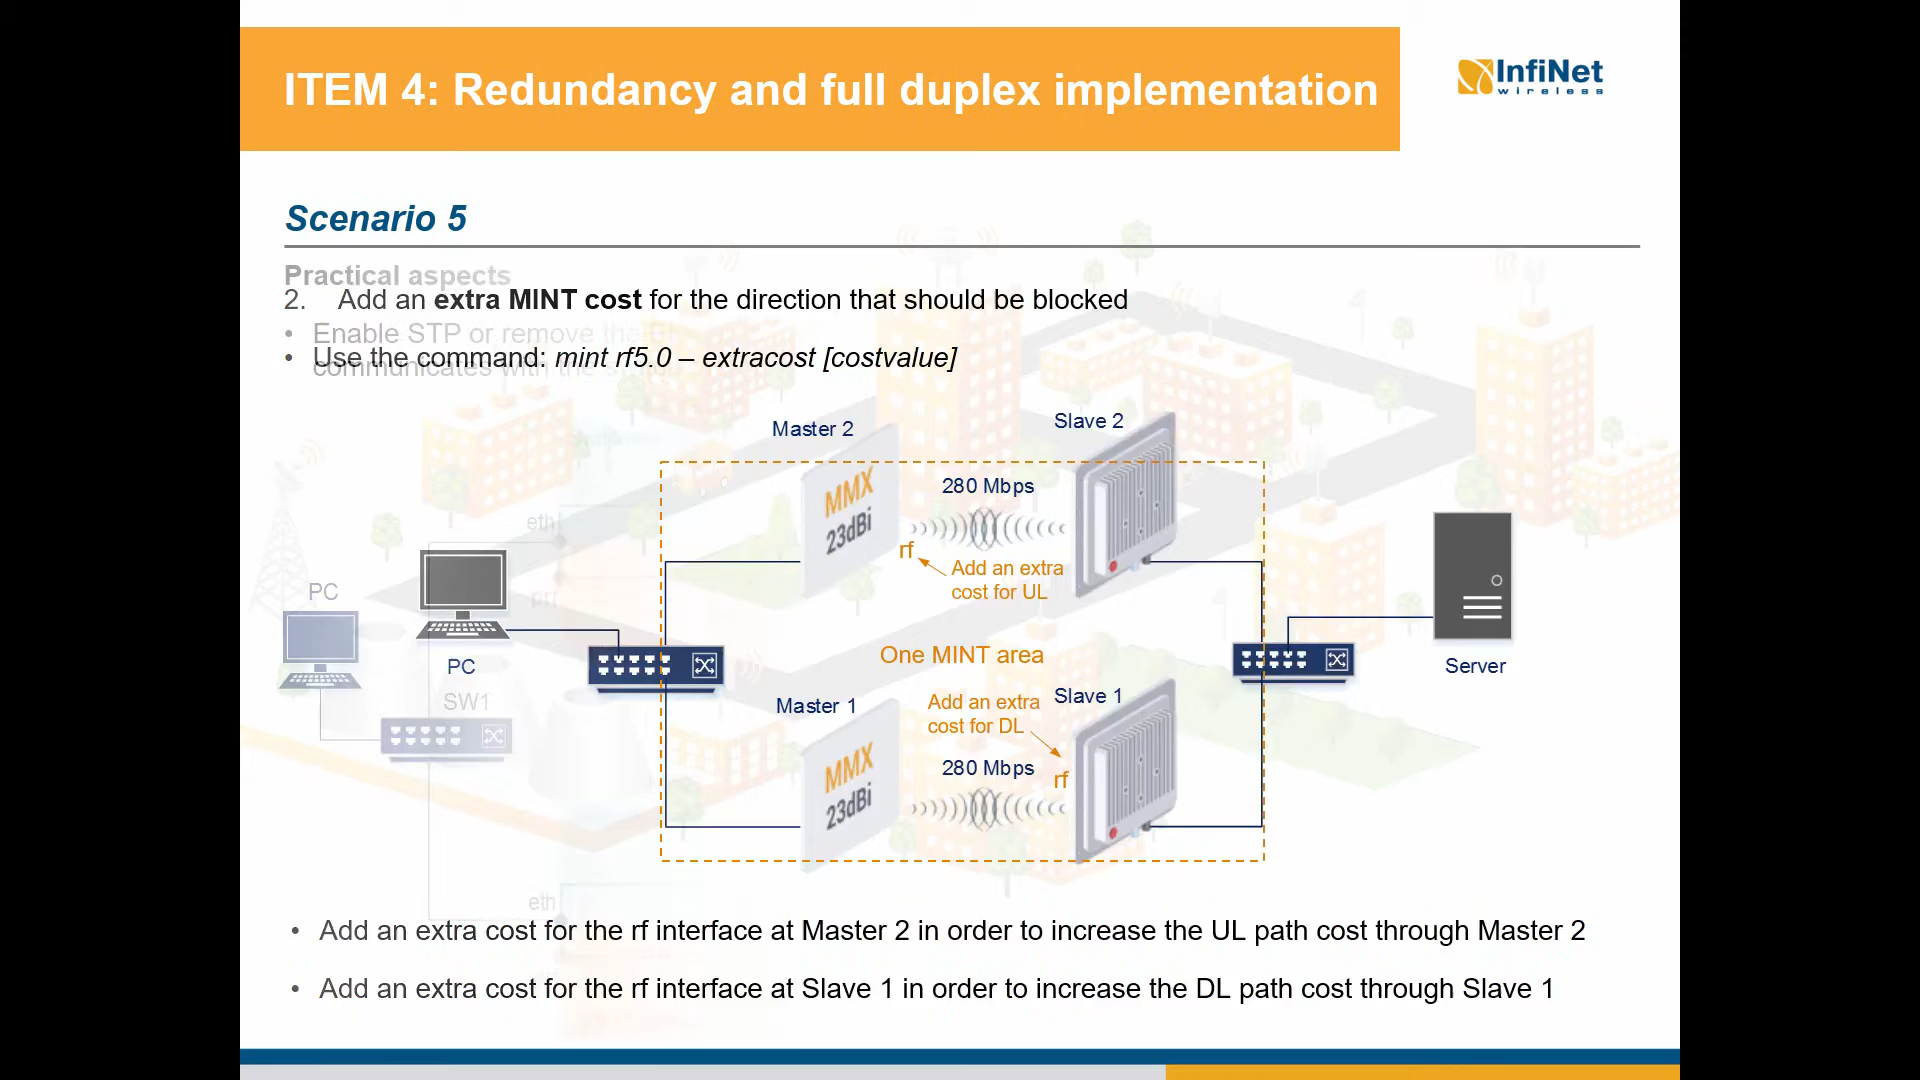 ITEM 4: Redundancy and full duplex implementation
InfiNet
wireless
Scenario 5
Practical aspects
2. Add an extra MINT cost for the direction that should be blocked
• Enable STP or remove the
• Use the command: mint rf5.0 – extracost [costvalue]
communicates with the
Master 2
Slave 2
MMX
23dBi
280 Mbps
rf
Add an extra
cost for UL
eth
PC
PC
SW1
One MINT area
Server
Master 1
Slave 1
Add an extra
cost for DL
MMX
23dBi
280 Mbps
rf
eth
• Add an extra cost for the rf interface at Master 2 in order to increase the UL path cost through Master 2
• Add an extra cost for the rf interface at Slave 1 in order to increase the DL path cost through Slave 1